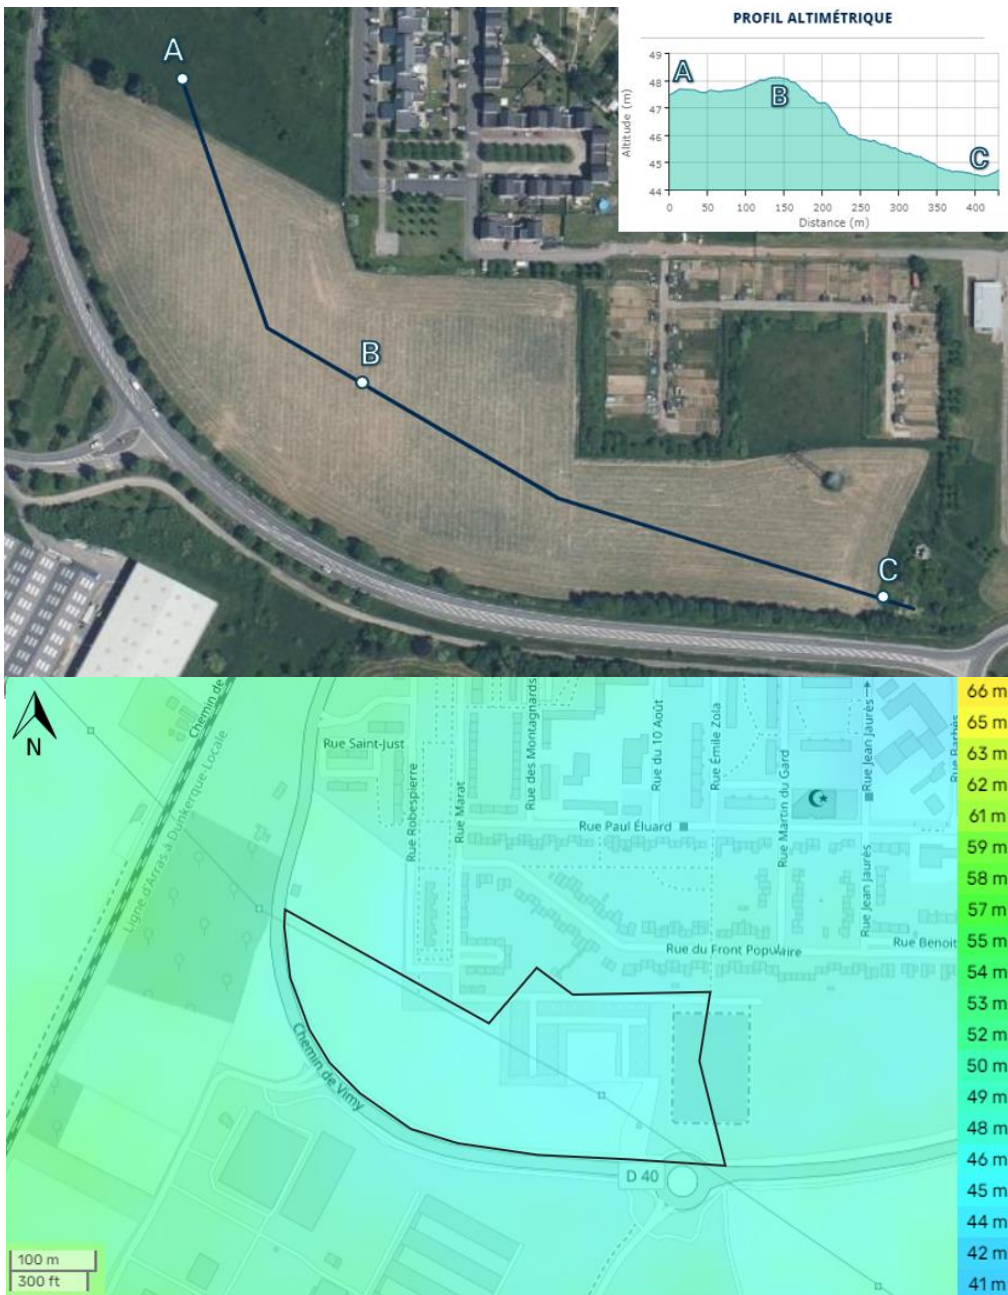 PROFIL ALTIMÉTRIQUE
49
48
47
46
45
44
Altitude (m)
A
B
C
0
50
100
150
200
250
300
350
400
Distance (m)
A
B
C
N
Chemin de
Ligne d'Arras à Dunkerque-Locale
Rue Saint-Just
Rue Robespierre
Rue Marat
Rue des Montagnards
Rue du 10 Août
Rue Émile Zola
Rue Martin du Gard
Rue Jean Jaurès
Rue Barbès
Rue Paul Éluard
Rue Jean Jaurès
Rue du Front Populaire
Rue Benoit
Chemin de Vimy
D 40
100 m
300 ft
66 m
65 m
63 m
62 m
61 m
59 m
58 m
57 m
55 m
54 m
53 m
52 m
50 m
49 m
48 m
46 m
45 m
44 m
42 m
41 m